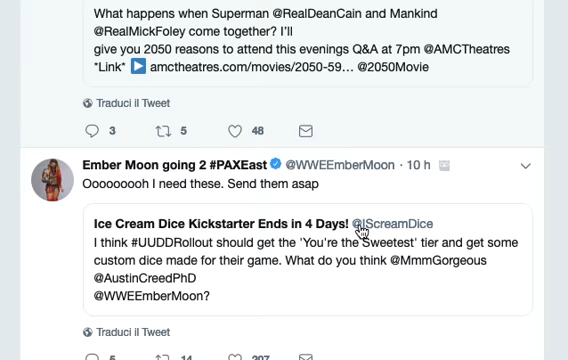 What happens when Superman @RealDeanCain and Mankind
@RealMickFoley come together? I'll
give you 2050 reasons to attend this evenings Q&A at 7pm @AMCTheatres
*Link* ▶ amctheatres.com/movies/2050-59… @2050Movie
Traduci il Tweet
3 5 48
Ember Moon going 2 #PAXEast @WWEEmberMoon · 10 h
Ooooooooh I need these. Send them asap
Ice Cream Dice Kickstarter Ends in 4 Days! @IScreamDice
I think #UUDDRollout should get the 'You're the Sweetest' tier and get some
custom dice made for their game. What do you think @MmmGorgeous
@AustinCreedPhD
@WWEEmberMoon?
Traduci il Tweet
5 14 207